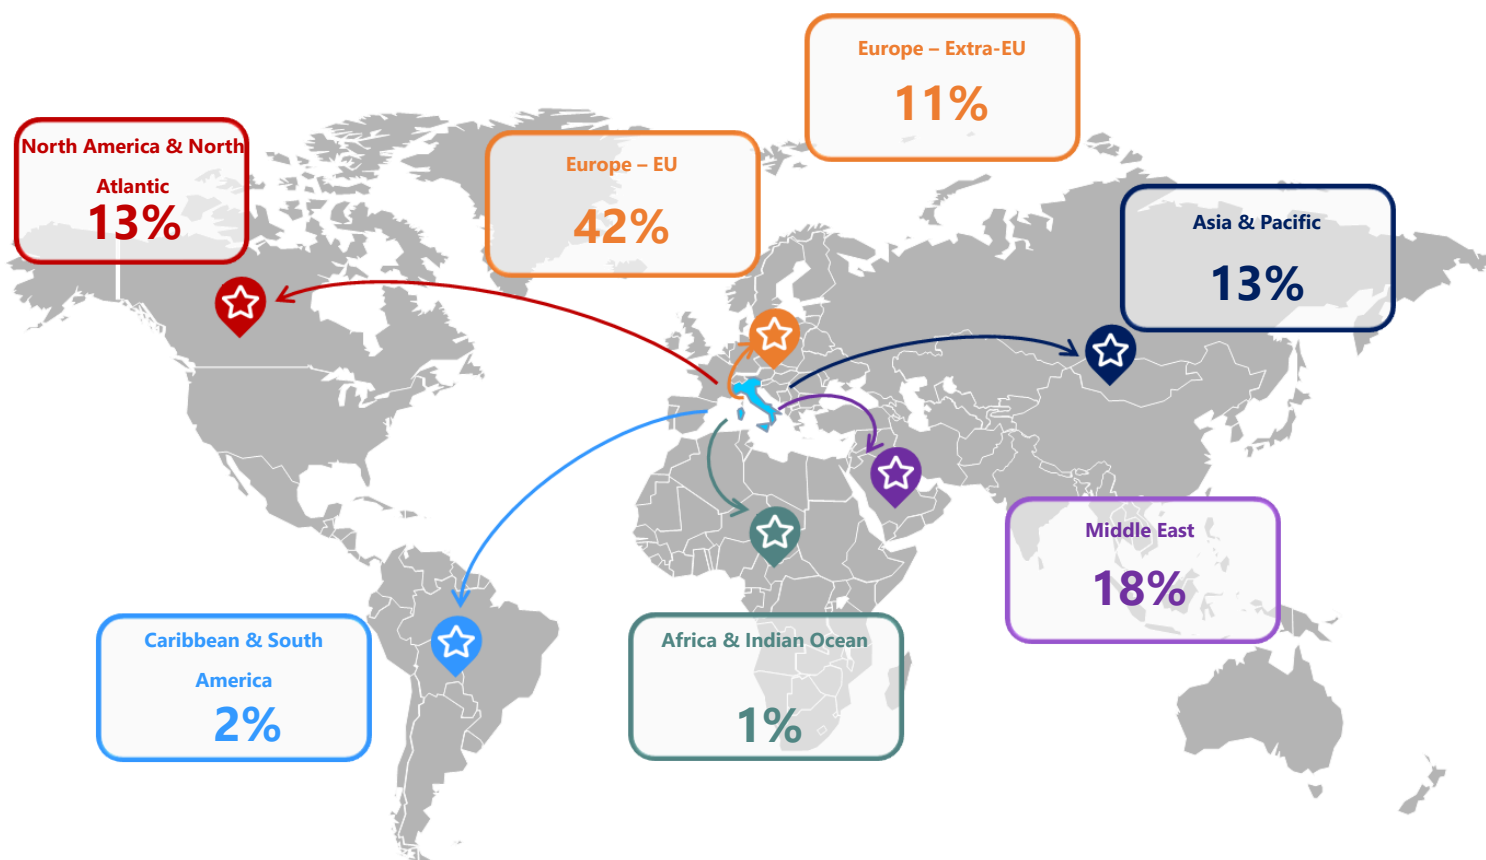 Europe – Extra-EU
11%
North America & North
Atlantic
13%
Europe – EU
42%
Asia & Pacific
13%
Middle East
18%
Caribbean & South
America
2%
Africa & Indian Ocean
1%